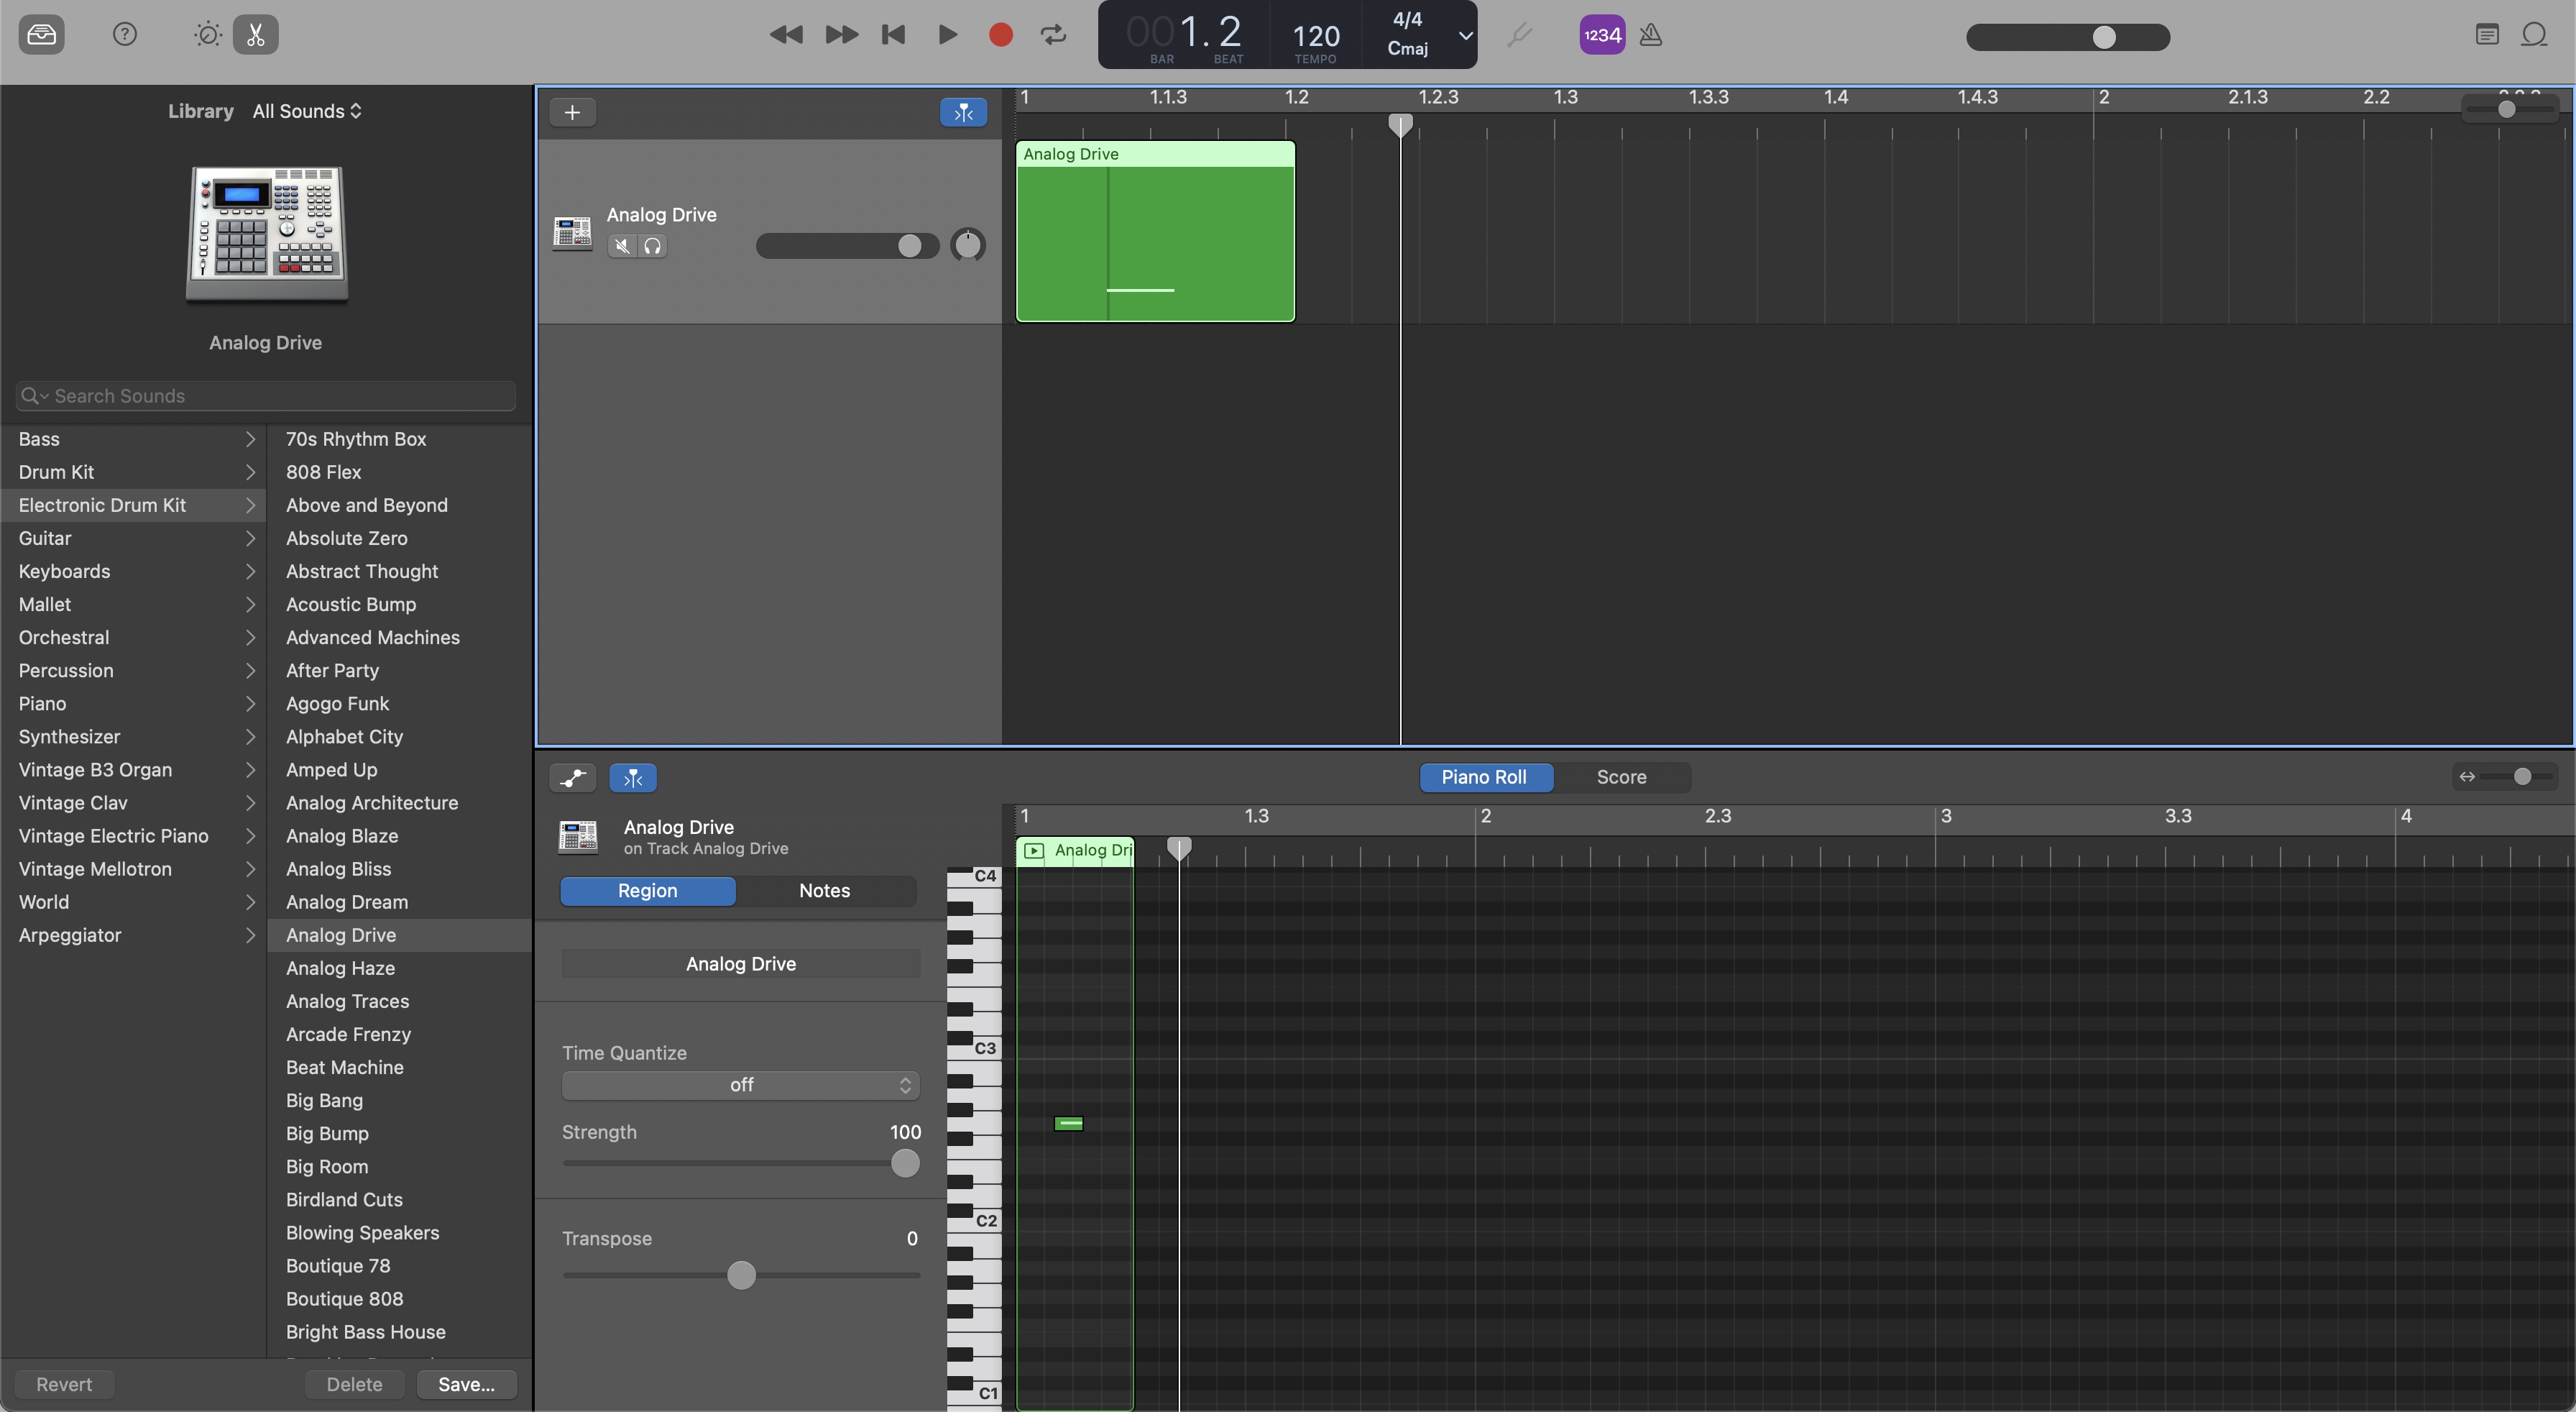 001.2
BAR
BEAT
120
TEMPO
4/4
Cmaj
1234
Library All Sounds
Analog Drive
Search Sounds
Bass
Drum Kit
Electronic Drum Kit
Guitar
Keyboards
Mallet
Orchestral
Percussion
Piano
Synthesizer
Vintage B3 Organ
Vintage Clav
Vintage Electric Piano
Vintage Mellotron
World
Arpeggiator
70s Rhythm Box
808 Flex
Above and Beyond
Absolute Zero
Abstract Thought
Acoustic Bump
Advanced Machines
After Party
Agogo Funk
Alphabet City
Amped Up
Analog Architecture
Analog Blaze
Analog Bliss
Analog Dream
Analog Drive
Analog Haze
Analog Traces
Arcade Frenzy
Beat Machine
Big Bang
Big Bump
Big Room
Birdland Cuts
Blowing Speakers
Boutique 78
Boutique 808
Bright Bass House
Revert
Delete
Save...
1 1.1.3 1.2 1.2.3 1.3 1.3.3 1.4 1.4.3 2 2.1.3 2.2
Analog Drive
Analog Drive
Piano Roll Score
1 1.3 2 2.3 3 3.3 4
Analog Drive
on Track Analog Drive
Analog Dri
Region Notes
Analog Drive
Time Quantize
off
Strength 100
Transpose 0
C4
C3
C2
C1